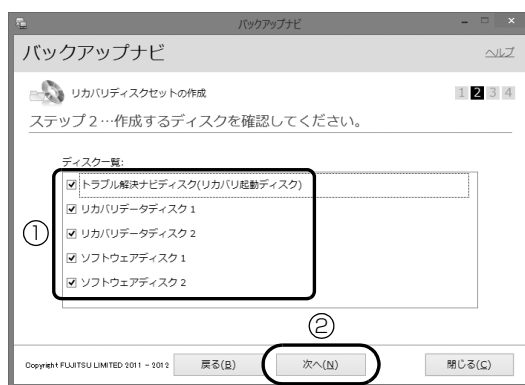 バックアップナビ
バックアップナビ
ヘルプ
リカバリディスクセットの作成
1 2 3 4
ステップ2…作成するディスクを確認してください。
ディスク一覧:
①
トラブル解決ナビディスク(リカバリ起動ディスク)
リカバリデータディスク1
リカバリデータディスク2
ソフトウェアディスク1
ソフトウェアディスク2
②
Copyright FUJITSU LIMITED 2011 - 2012
戻る(B)
次へ(N)
閉じる(C)